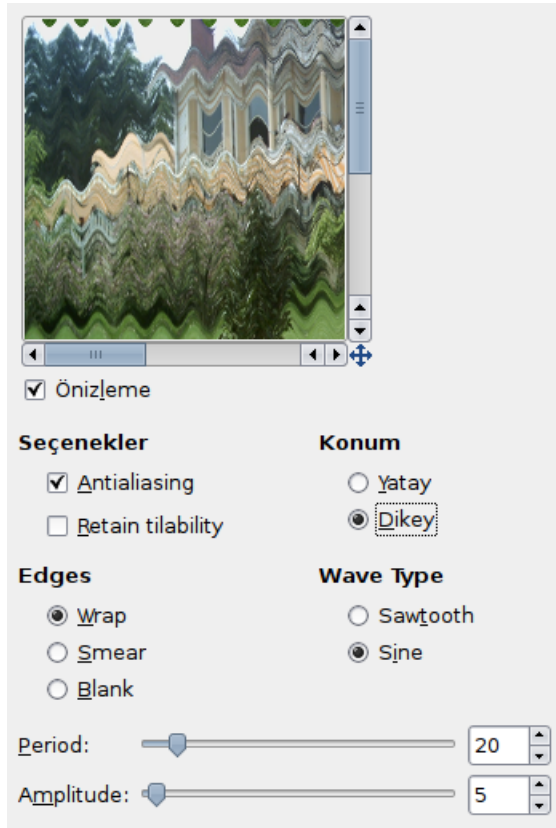 Önizleme
Seçenekler
Konum
Antialiasing
Yatay
Retain tilability
Dikey
Edges
Wave Type
Wrap
Sawtooth
Smear
Sine
Blank
Period: 20
Amplitude: 5